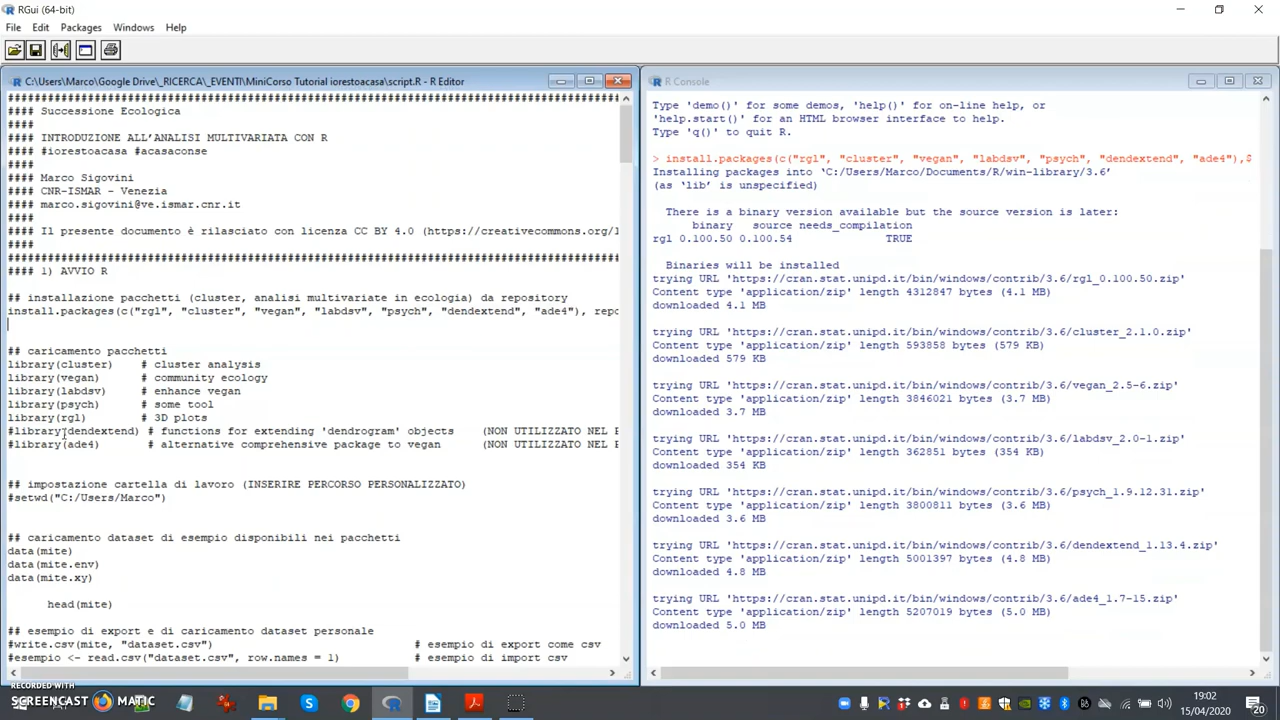 RGui (64-bit)
File Edit Packages Windows Help
C:\Users\Marco\Google Drive\_RICERCA\_EVENTI\MiniCorso Tutorial iorestoacasa\script.R - R Editor
################################################################################
#### Successione Ecologica
####
#### INTRODUZIONE ALL'ANALISI MULTIVARIATA CON R
#### #iorestoacasa #acasaconse
####
#### Marco Sigovini
#### CNR-ISMAR - Venezia
#### marco.sigovini@ve.ismar.cnr.it
####
#### Il presente documento è rilasciato con licenza CC BY 4.0 (https://creativecommons.org/l
####
################################################################################
#### 1) AVVIO R
## installazione pacchetti (cluster, analisi multivariate in ecologia) da repository
install.packages(c("rgl", "cluster", "vegan", "labdsv", "psych", "dendextend", "ade4"), repo
## caricamento pacchetti
library(cluster) # cluster analysis
library(vegan) # community ecology
library(labdsv) # enhance vegan
library(psych) # some tool
library(rgl) # 3D plots
#library(dendextend) # functions for extending 'dendrogram' objects (NON UTILIZZATO NEL
#library(ade4) # alternative comprehensive package to vegan (NON UTILIZZATO NEL
## impostazione cartella di lavoro (INSERIRE PERCORSO PERSONALIZZATO)
#setwd("C:/Users/Marco")
## caricamento dataset di esempio disponibili nei pacchetti
data(mite)
data(mite.env)
data(mite.xy)
head(mite)
## esempio di export e di caricamento dataset personale
#write.csv(mite, "dataset.csv") # esempio di export come csv
#esempio <- read.csv("dataset.csv", row.names = 1) # esempio di import csv
R Console
Type 'demo()' for some demos, 'help()' for on-line help, or
'help.start()' for an HTML browser interface to help.
Type 'q()' to quit R.
> install.packages(c("rgl", "cluster", "vegan", "labdsv", "psych", "dendextend", "ade4"),$
Installing packages into ‘C:/Users/Marco/Documents/R/win-library/3.6’
(as ‘lib’ is unspecified)
There is a binary version available but the source version is later:
binary source needs_compilation
rgl 0.100.50 0.100.54 TRUE
Binaries will be installed
trying URL 'https://cran.stat.unipd.it/bin/windows/contrib/3.6/rgl_0.100.50.zip'
Content type 'application/zip' length 4312847 bytes (4.1 MB)
downloaded 4.1 MB
trying URL 'https://cran.stat.unipd.it/bin/windows/contrib/3.6/cluster_2.1.0.zip'
Content type 'application/zip' length 593858 bytes (579 KB)
downloaded 579 KB
trying URL 'https://cran.stat.unipd.it/bin/windows/contrib/3.6/vegan_2.5-6.zip'
Content type 'application/zip' length 3846021 bytes (3.7 MB)
downloaded 3.7 MB
trying URL 'https://cran.stat.unipd.it/bin/windows/contrib/3.6/labdsv_2.0-1.zip'
Content type 'application/zip' length 362851 bytes (354 KB)
downloaded 354 KB
trying URL 'https://cran.stat.unipd.it/bin/windows/contrib/3.6/psych_1.9.12.31.zip'
Content type 'application/zip' length 3800811 bytes (3.6 MB)
downloaded 3.6 MB
trying URL 'https://cran.stat.unipd.it/bin/windows/contrib/3.6/dendextend_1.13.4.zip'
Content type 'application/zip' length 5001397 bytes (4.8 MB)
downloaded 4.8 MB
trying URL 'https://cran.stat.unipd.it/bin/windows/contrib/3.6/ade4_1.7-15.zip'
Content type 'application/zip' length 5207019 bytes (5.0 MB)
downloaded 5.0 MB
RECORDED WITH
SCREENCAST MATIC
19:02
15/04/2020
20